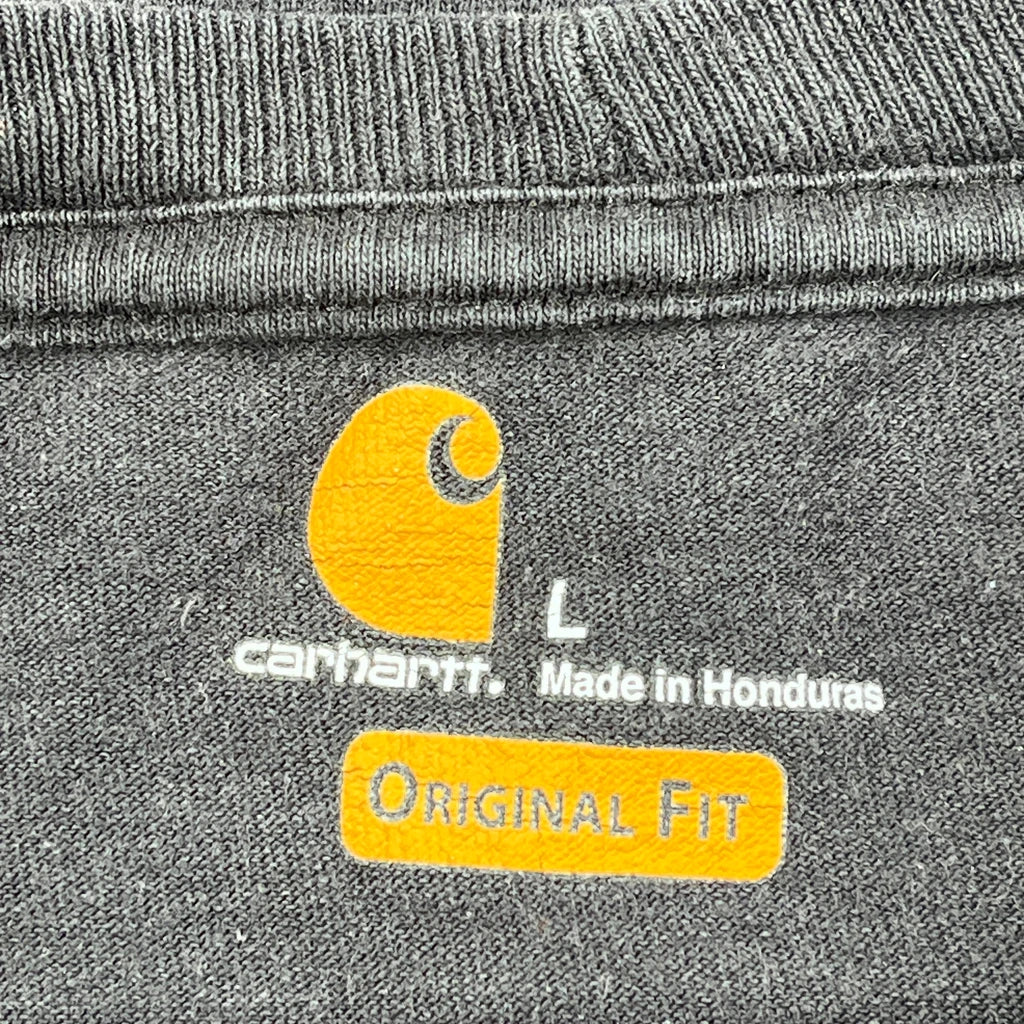 L
carhartt.
Made in Honduras
ORIGINAL FIT